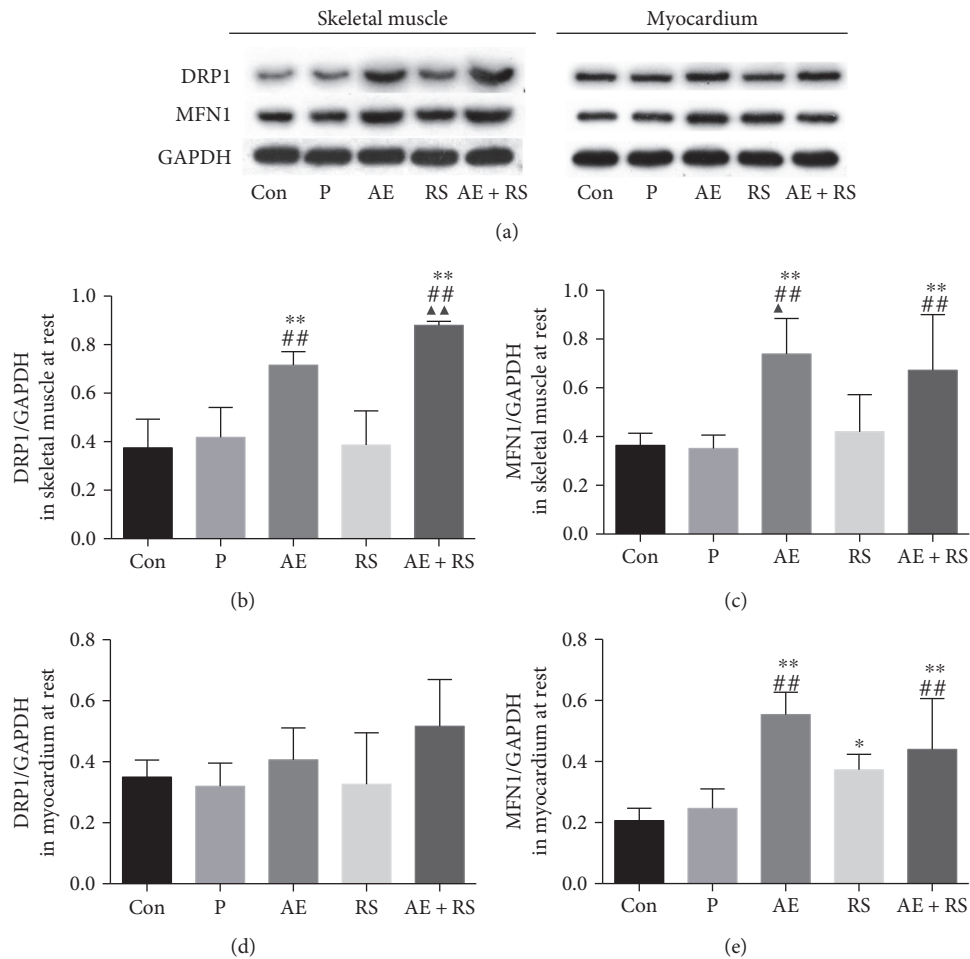 Skeletal muscle Myocardium
DRP1
MFN1
GAPDH
Con P AE RS AE + RS Con P AE RS AE + RS
(a)
DRP1/GAPDH
in skeletal muscle at rest
1.0
0.8
0.6
0.4
0.2
0.0
**
##
**
##
▲▲
Con P AE RS AE + RS
(b)
MFN1/GAPDH
in skeletal muscle at rest
1.0
0.8
0.6
0.4
0.2
0.0
**
##
▲
**
##
Con P AE RS AE + RS
(c)
DRP1/GAPDH
in myocardium at rest
0.8
0.6
0.4
0.2
0.0
Con P AE RS AE + RS
(d)
MFN1/GAPDH
in myocardium at rest
0.8
0.6
0.4
0.2
0.0
**
##
*
**
##
Con P AE RS AE + RS
(e)